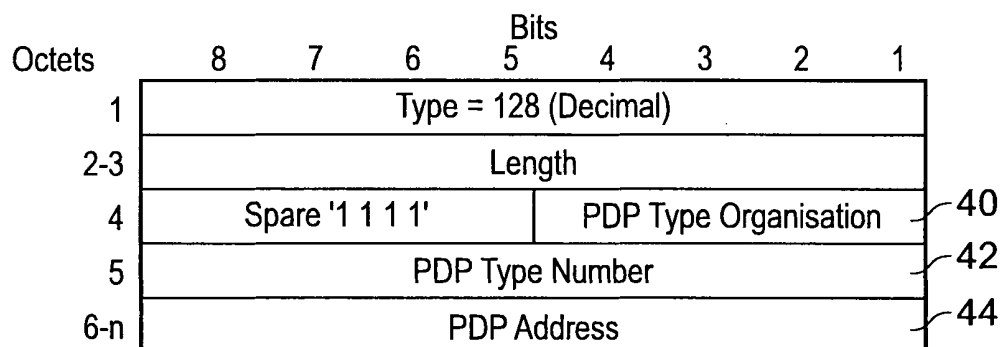 Bits
Octets 8 7 6 5 4 3 2 1
1 Type = 128 (Decimal)
2-3 Length
4 Spare '1 1 1 1' PDP Type Organisation 40
5 PDP Type Number 42
6-n PDP Address 44